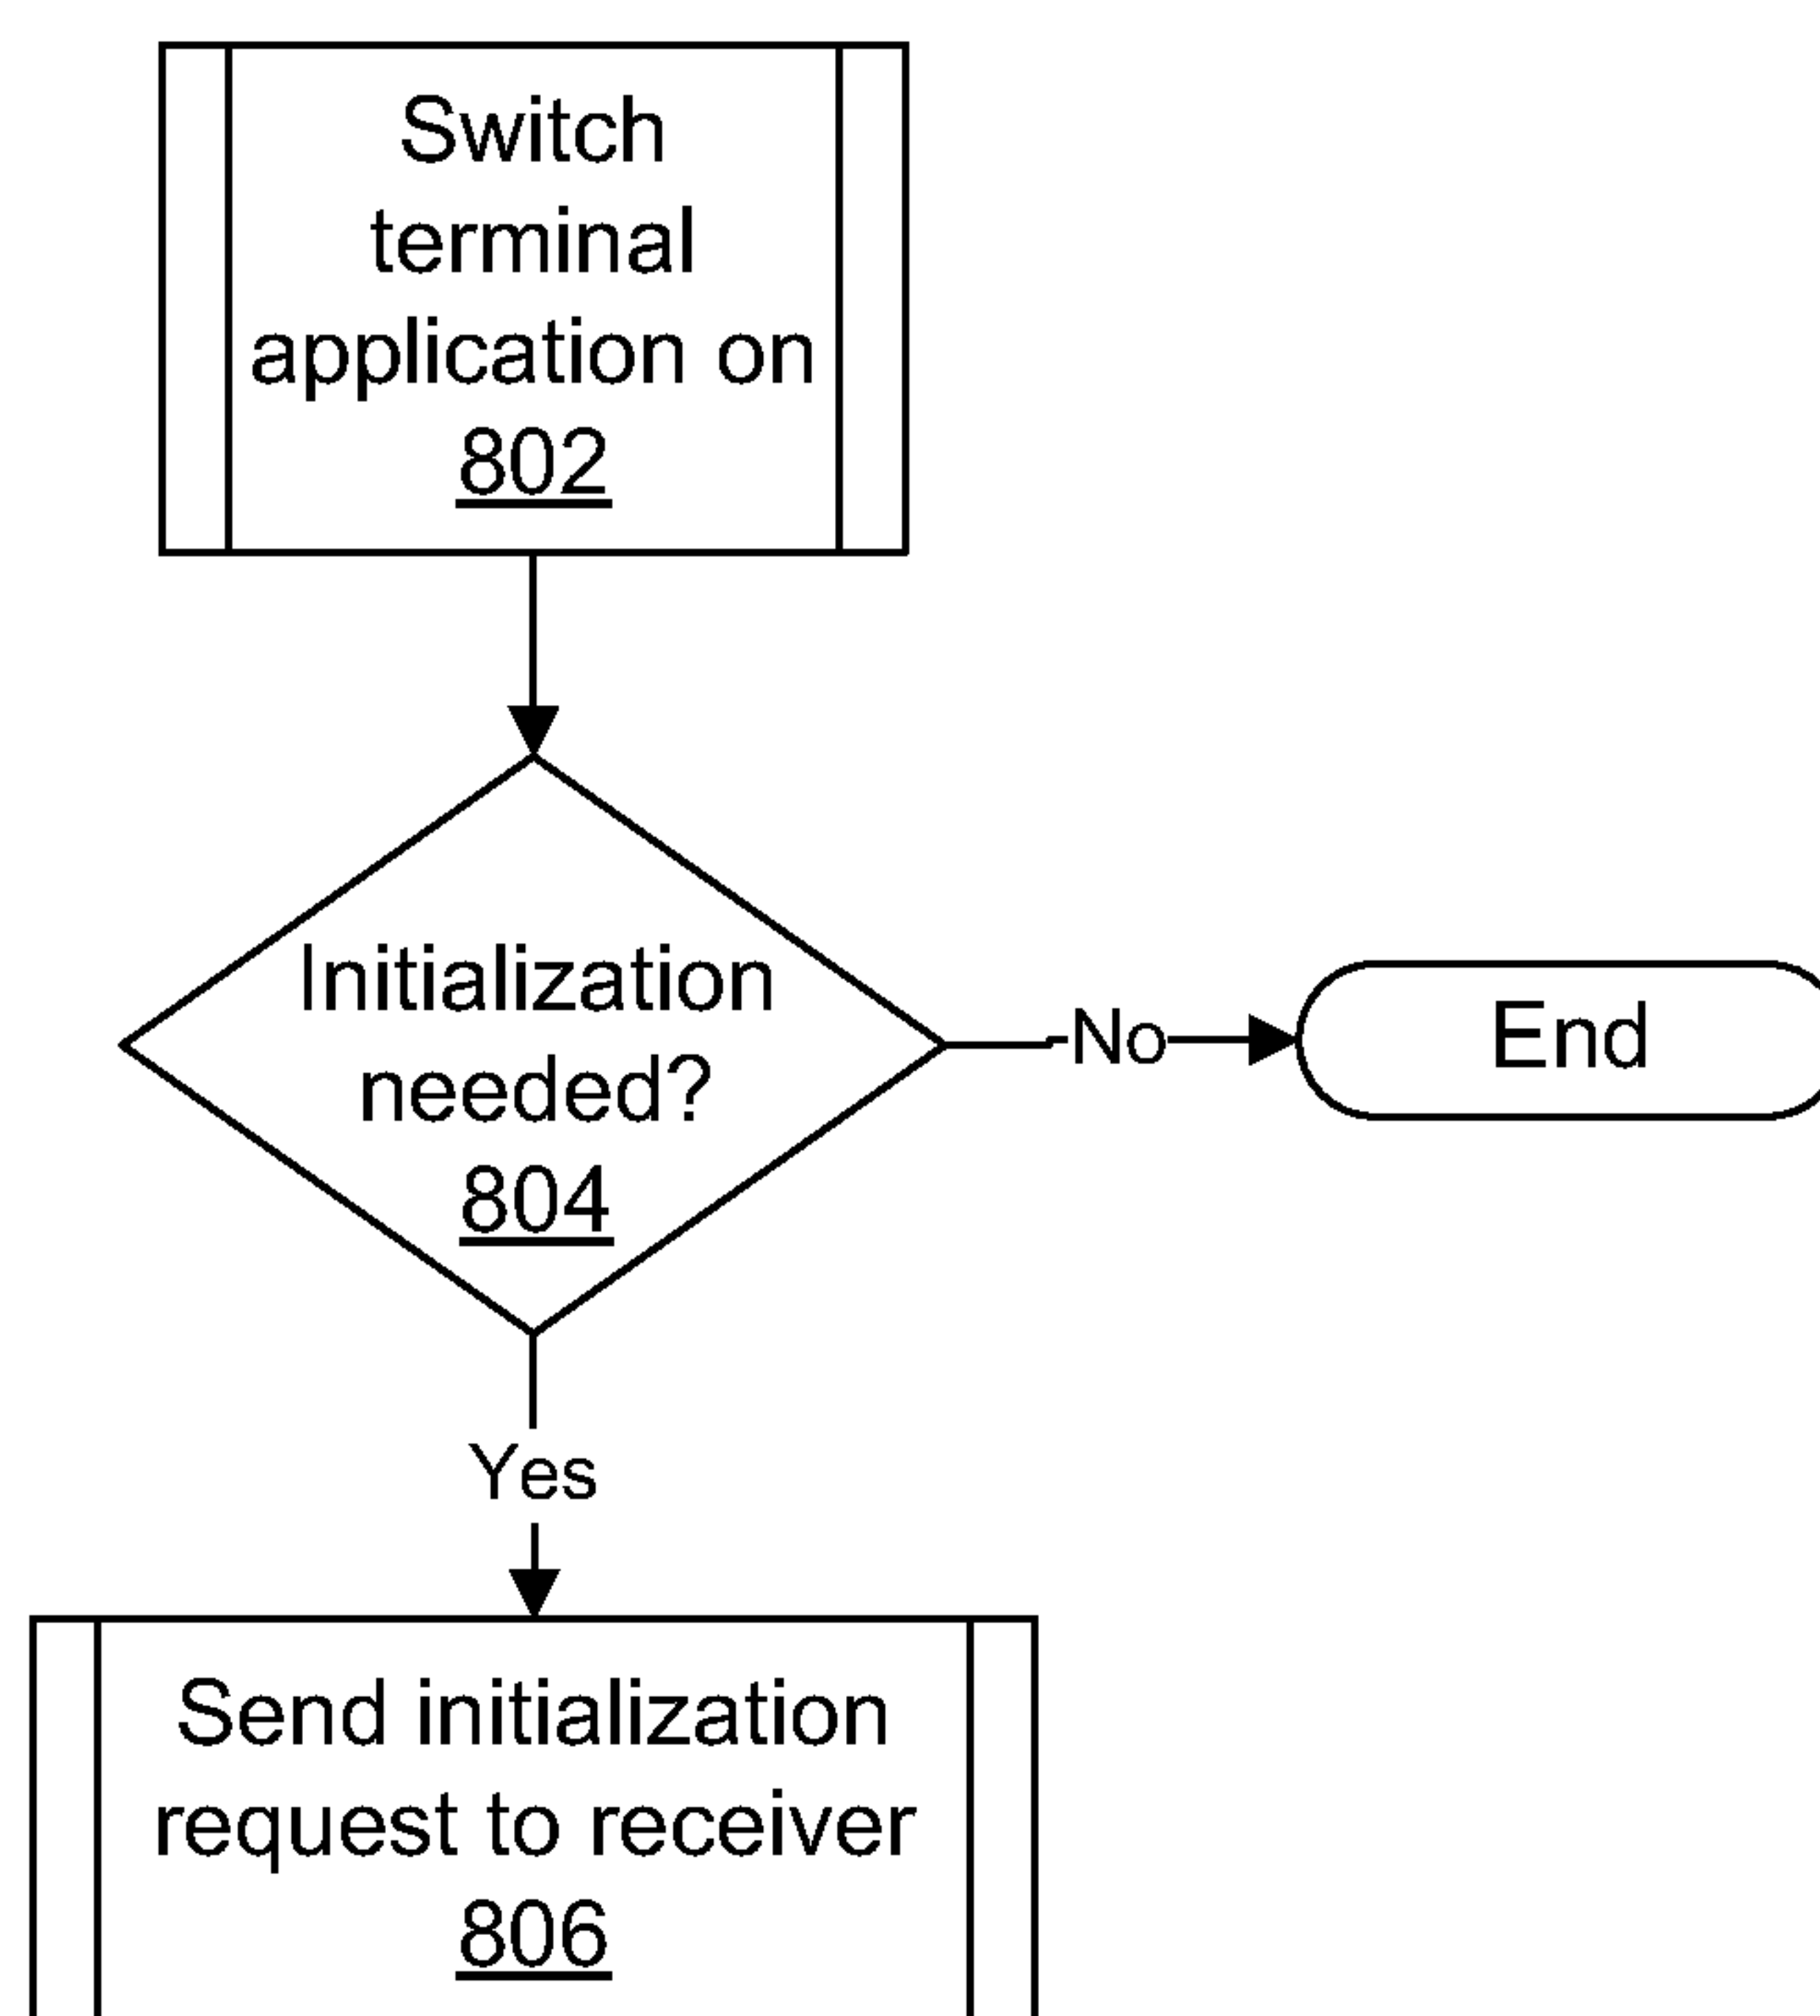 Switch
terminal
application on
802
Initialization
needed?
804
No
End
Yes
Send initialization
request to receiver
806